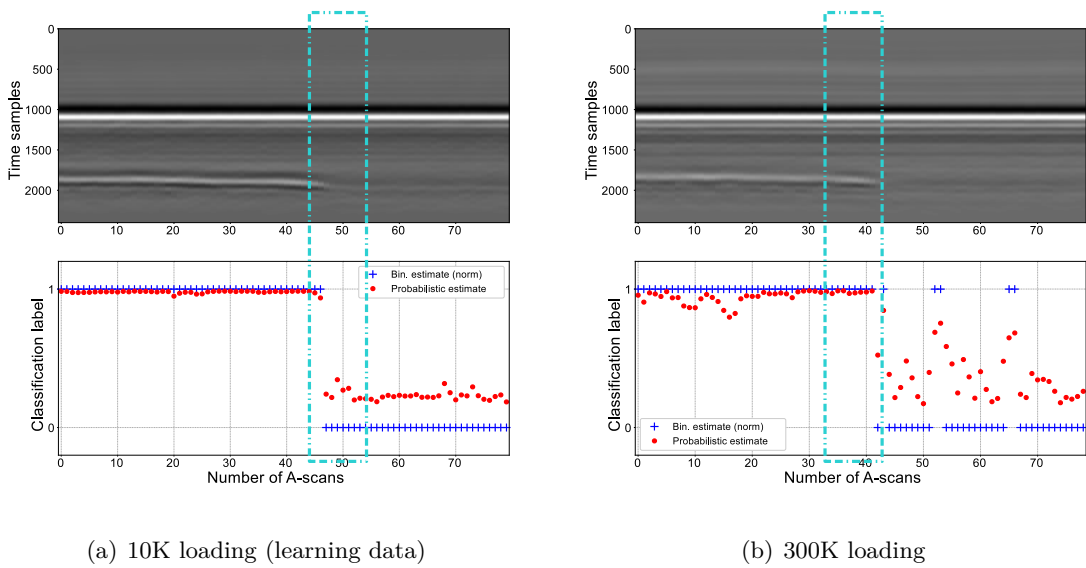 0
500
1000
1500
2000
Time samples
0 10 20 30 40 50 60 70
1
0
Classification label
Bin. estimate (norm)
Probabilistic estimate
0 10 20 30 40 50 60 70
Number of A-scans
(a) 10K loading (learning data)
0
500
1000
1500
2000
Time samples
0 10 20 30 40 50 60 70
1
0
Classification label
Bin. estimate (norm)
Probabilistic estimate
0 10 20 30 40 50 60 70
Number of A-scans
(b) 300K loading